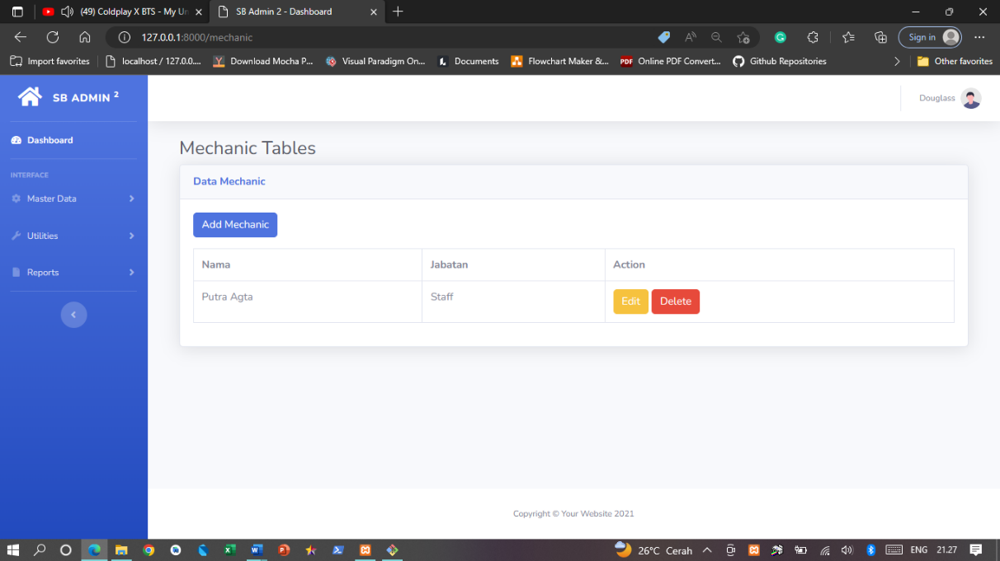 (49) Coldplay X BTS - My Un
SB Admin 2 - Dashboard
127.0.0.1:8000/mechanic
Sign in
Import favorites
localhost / 127.0.0....
Download Mocha P...
Visual Paradigm On...
Documents
Flowchart Maker &...
PDF
Online PDF Convert...
Github Repositories
Other favorites
SB ADMIN 2
Douglass
Dashboard
INTERFACE
Master Data
Utilities
Reports
Mechanic Tables
Data Mechanic
Add Mechanic
Nama Jabatan Action
Putra Agta Staff Edit Delete
Copyright © Your Website 2021
26°C Cerah
ENG
21.27